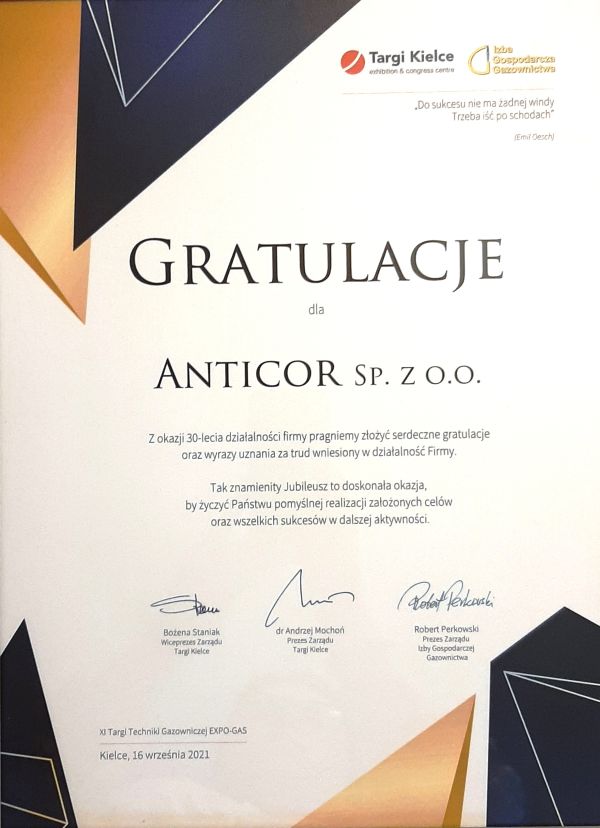 Targi Kielce
exhibition & congress centre
Izba
Gospodarcza
Gazownictwa
„Do sukcesu nie ma żadnej windy
Trzeba iść po schodach"
(Emil Oesch)
GRATULACJE
dla
ANTICOR SP. Z O.O.
Z okazji 30-lecia działalności firmy pragniemy złożyć serdeczne gratulacje
oraz wyrazy uznania za trud wniesiony w działalność Firmy.
Tak znamienity Jubileusz to doskonała okazja,
by życzyć Państwu pomyślnej realizacji założonych celów
oraz wszelkich sukcesów w dalszej aktywności.
Robert Perkowski
Bożena Staniak
Wiceprezes Zarządu
Targi Kielce
dr Andrzej Mochoń
Prezes Zarządu
Targi Kielce
Robert Perkowski
Prezes Zarządu
Izby Gospodarczej
Gazownictwa
XI Targi Techniki Gazowniczej EXPO-GAS
Kielce, 16 września 2021